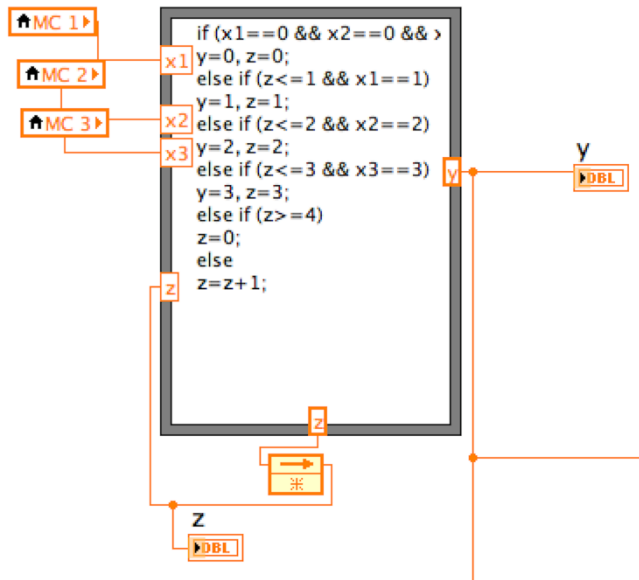 MC 1
MC 2
MC 3
x1
x2
x3
z
if (x1==0 && x2==0 &&
y=0, z=0;
else if (z<=1 && x1==1)
y=1, z=1;
else if (z<=2 && x2==2)
y=2, z=2;
else if (z<=3 && x3==3)
y=3, z=3;
else if (z>=4)
z=0;
else
z=z+1;
y
y
DBL
z
z
DBL